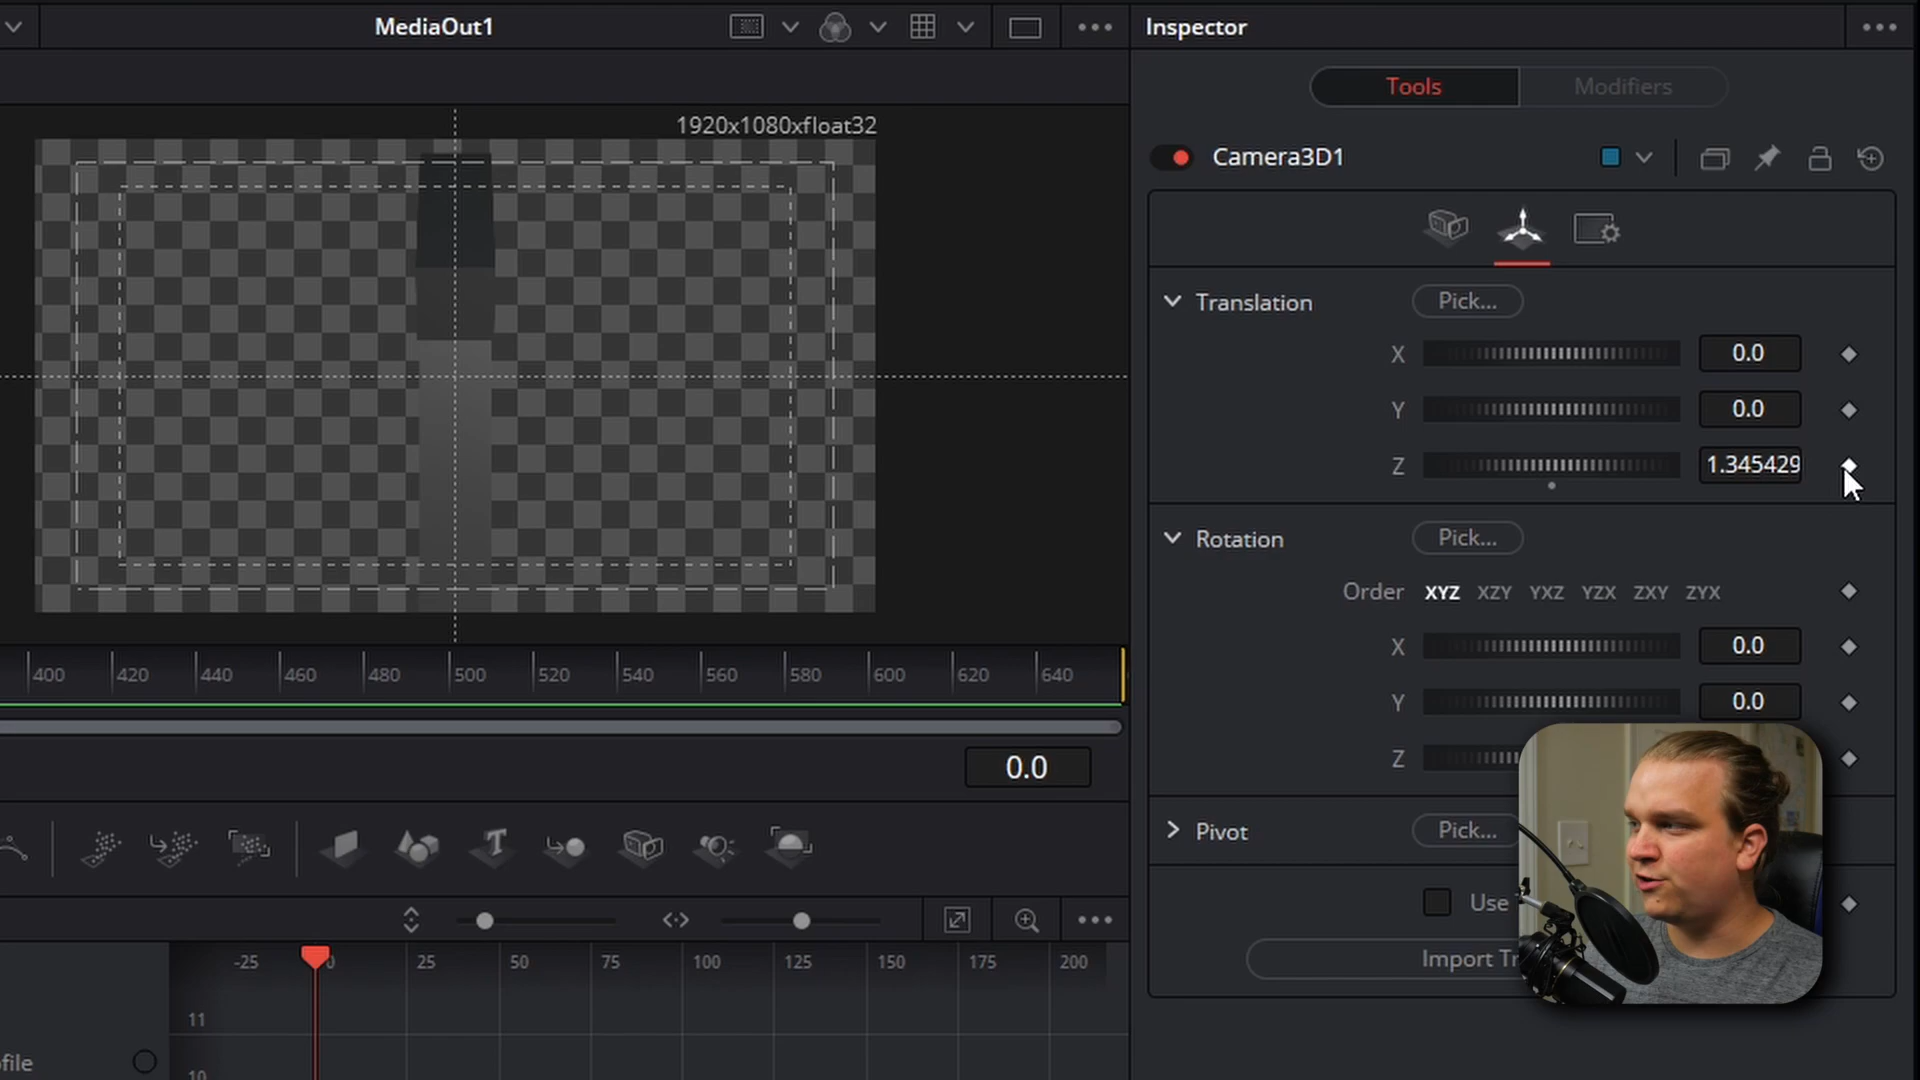 MediaOut1
Inspector
Tools
Modifiers
1920x1080xfloat32
Camera3D1
Translation
Pick...
X
0.0
Y
0.0
Z
1.345429
Rotation
Pick...
Order
XYZ
XZY
YXZ
YZX
ZXY
ZYX
X
0.0
Y
0.0
Z
400
420
440
460
480
500
520
540
560
580
600
620
640
0.0
Pivot
Pick...
Use
Import
-25
0
25
50
75
100
125
150
175
200
11
10